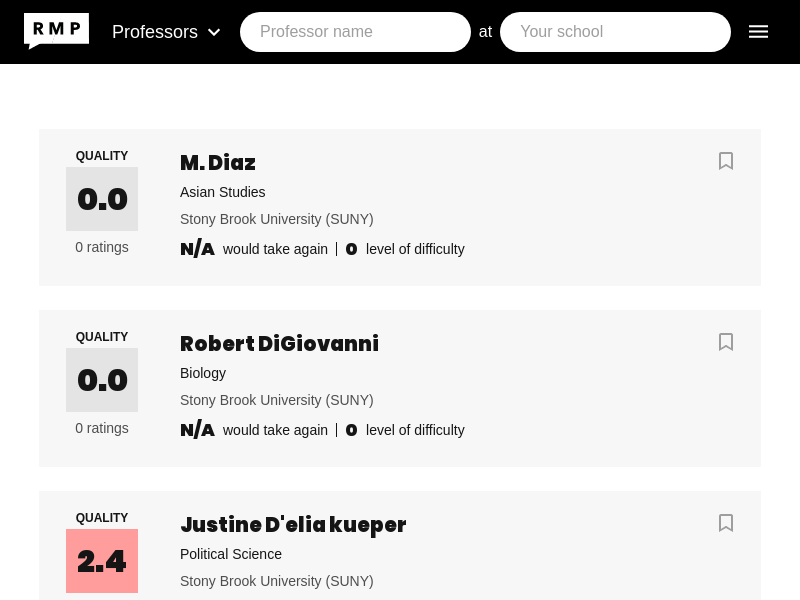 RMP
Professors
Professor name
at
Your school
QUALITY
0.0
0 ratings
M. Diaz
Asian Studies
Stony Brook University (SUNY)
N/A would take again | 0 level of difficulty
QUALITY
0.0
0 ratings
Robert DiGiovanni
Biology
Stony Brook University (SUNY)
N/A would take again | 0 level of difficulty
QUALITY
2.4
Justine D'elia kueper
Political Science
Stony Brook University (SUNY)